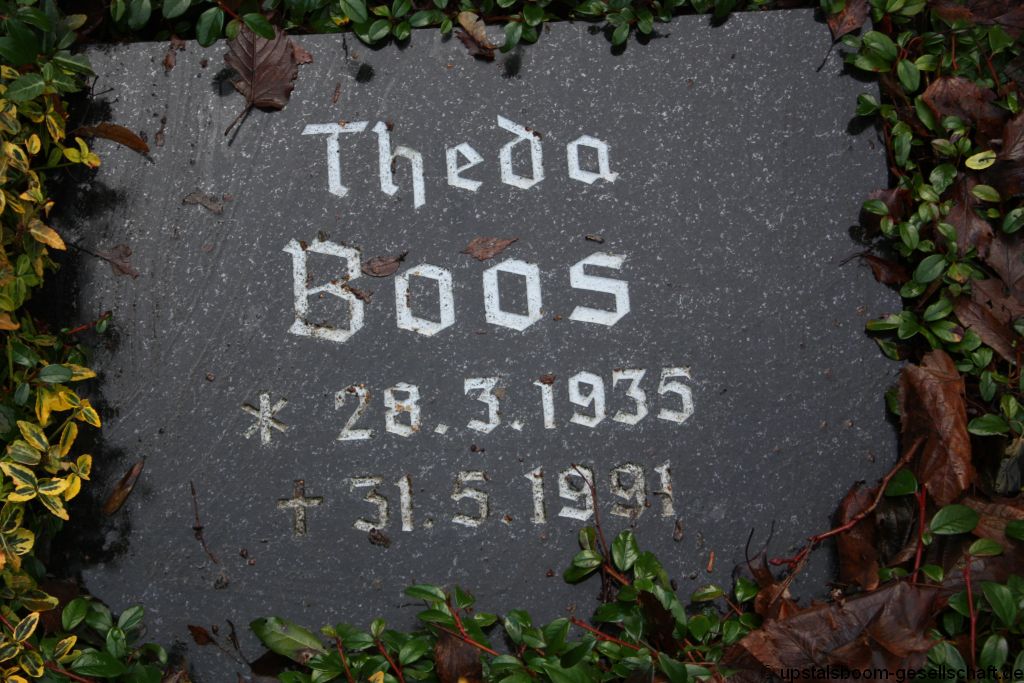 Theda
Boos
* 28.3.1935
✝ 31.5.1991
© upstalsboom-gesellschaft.de